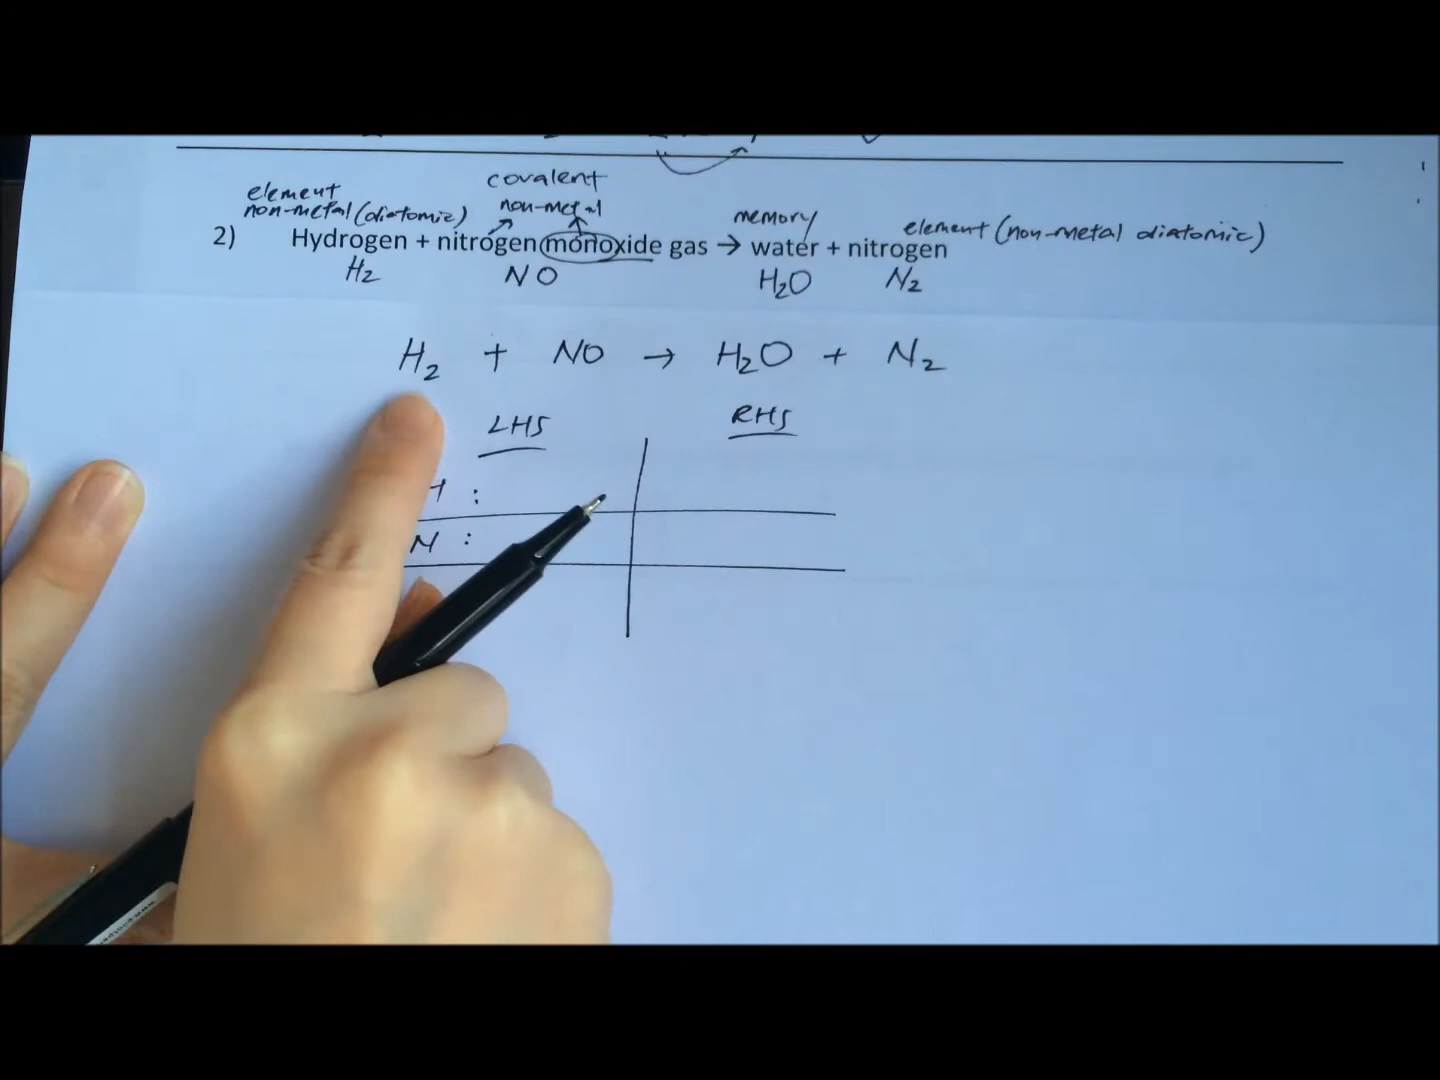 covalent
element
non-metal (diatomic) non-metal
memory
element (non-metal diatomic)
2) Hydrogen + nitrogen monoxide gas → water + nitrogen
H₂ NO H₂O N₂
H₂ + NO → H₂O + N₂
LHS RHS
:
N :